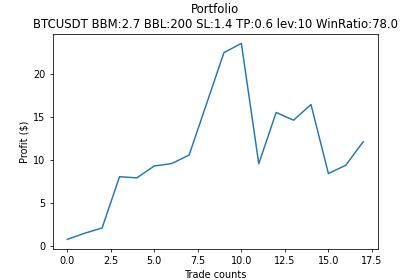 Portfolio
BTCUSDT BBM:2.7 BBL:200 SL:1.4 TP:0.6 lev:10 WinRatio:78.0
Profit ($)
20
15
10
5
0
0.0 2.5 5.0 7.5 10.0 12.5 15.0 17.5
Trade counts